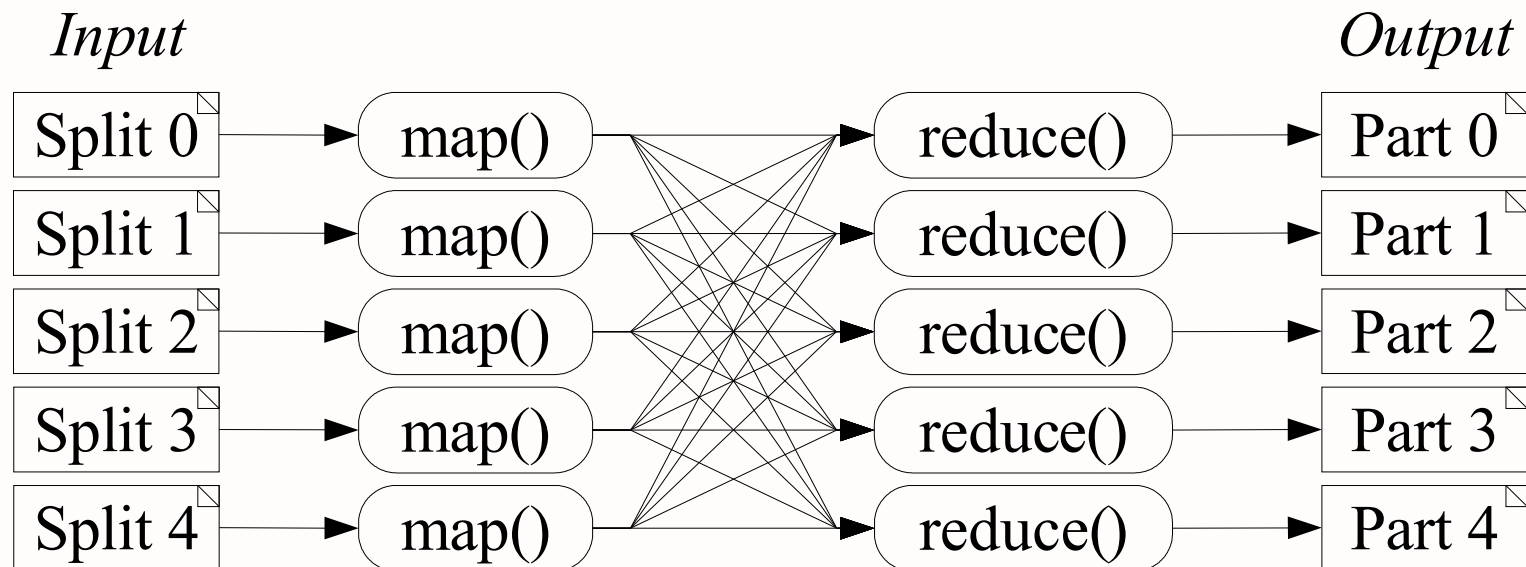 Input Output
Split 0 map() reduce() Part 0
Split 1 map() reduce() Part 1
Split 2 map() reduce() Part 2
Split 3 map() reduce() Part 3
Split 4 map() reduce() Part 4